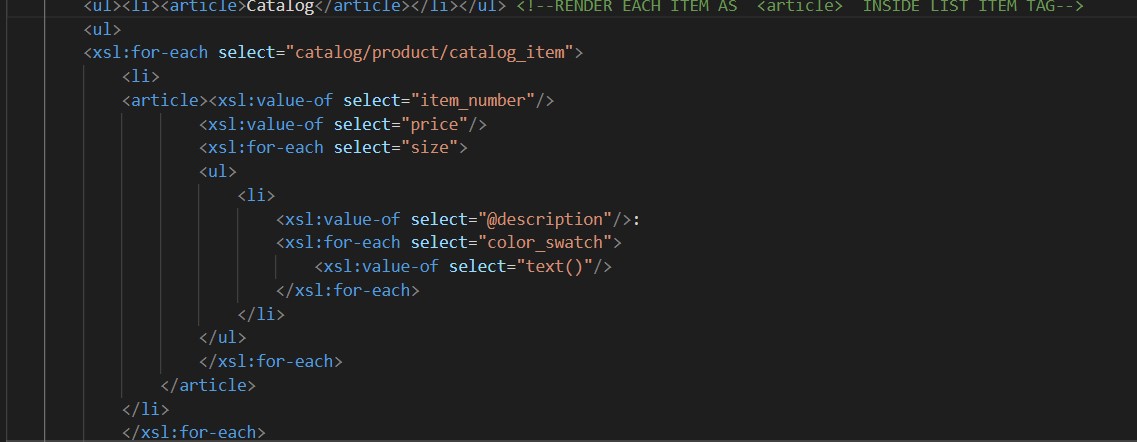 <ul><li><article>Catalog</article></li></ul> <!--RENDER EACH ITEM AS  <article>  INSIDE LIST ITEM TAG-->
<ul>
<xsl:for-each select="catalog/product/catalog_item">
<li>
<article><xsl:value-of select="item_number"/>
<xsl:value-of select="price"/>
<xsl:for-each select="size">
<ul>
<li>
<xsl:value-of select="@description"/>:
<xsl:for-each select="color_swatch">
<xsl:value-of select="text()"/>
</xsl:for-each>
</li>
</ul>
</xsl:for-each>
</article>
</li>
</xsl:for-each>